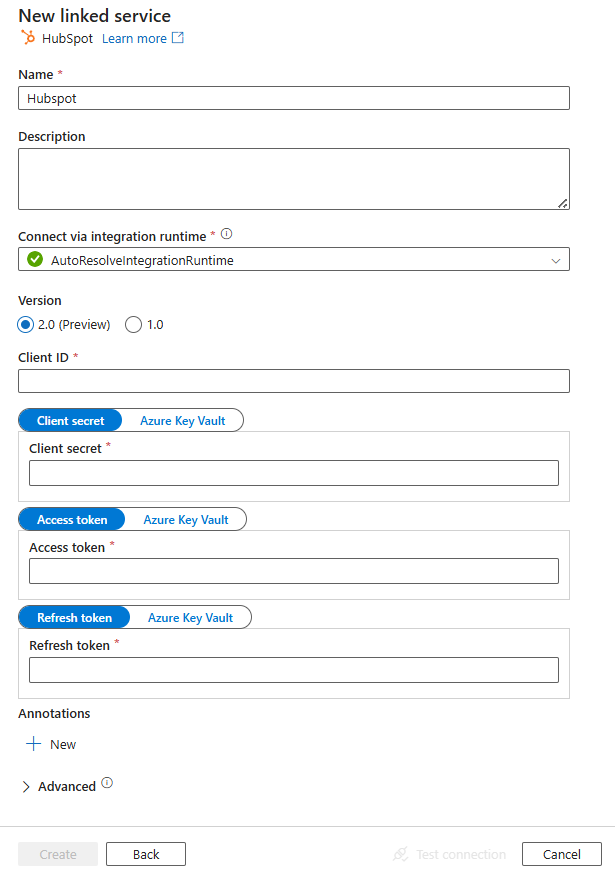 New linked service
HubSpot Learn more
Name *
Hubspot
Description
Connect via integration runtime *
AutoResolveIntegrationRuntime
Version
2.0 (Preview) 1.0
Client ID *
Client secret Azure Key Vault
Client secret *
Access token Azure Key Vault
Access token *
Refresh token Azure Key Vault
Refresh token *
Annotations
New
Advanced
Create Back Test connection Cancel